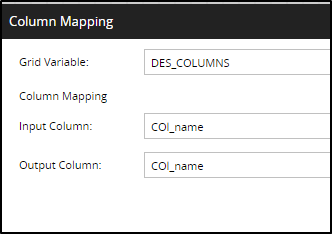 Column Mapping
Grid Variable:
DES_COLUMNS
Column Mapping
Input Column:
COl_name
Output Column:
COl_name